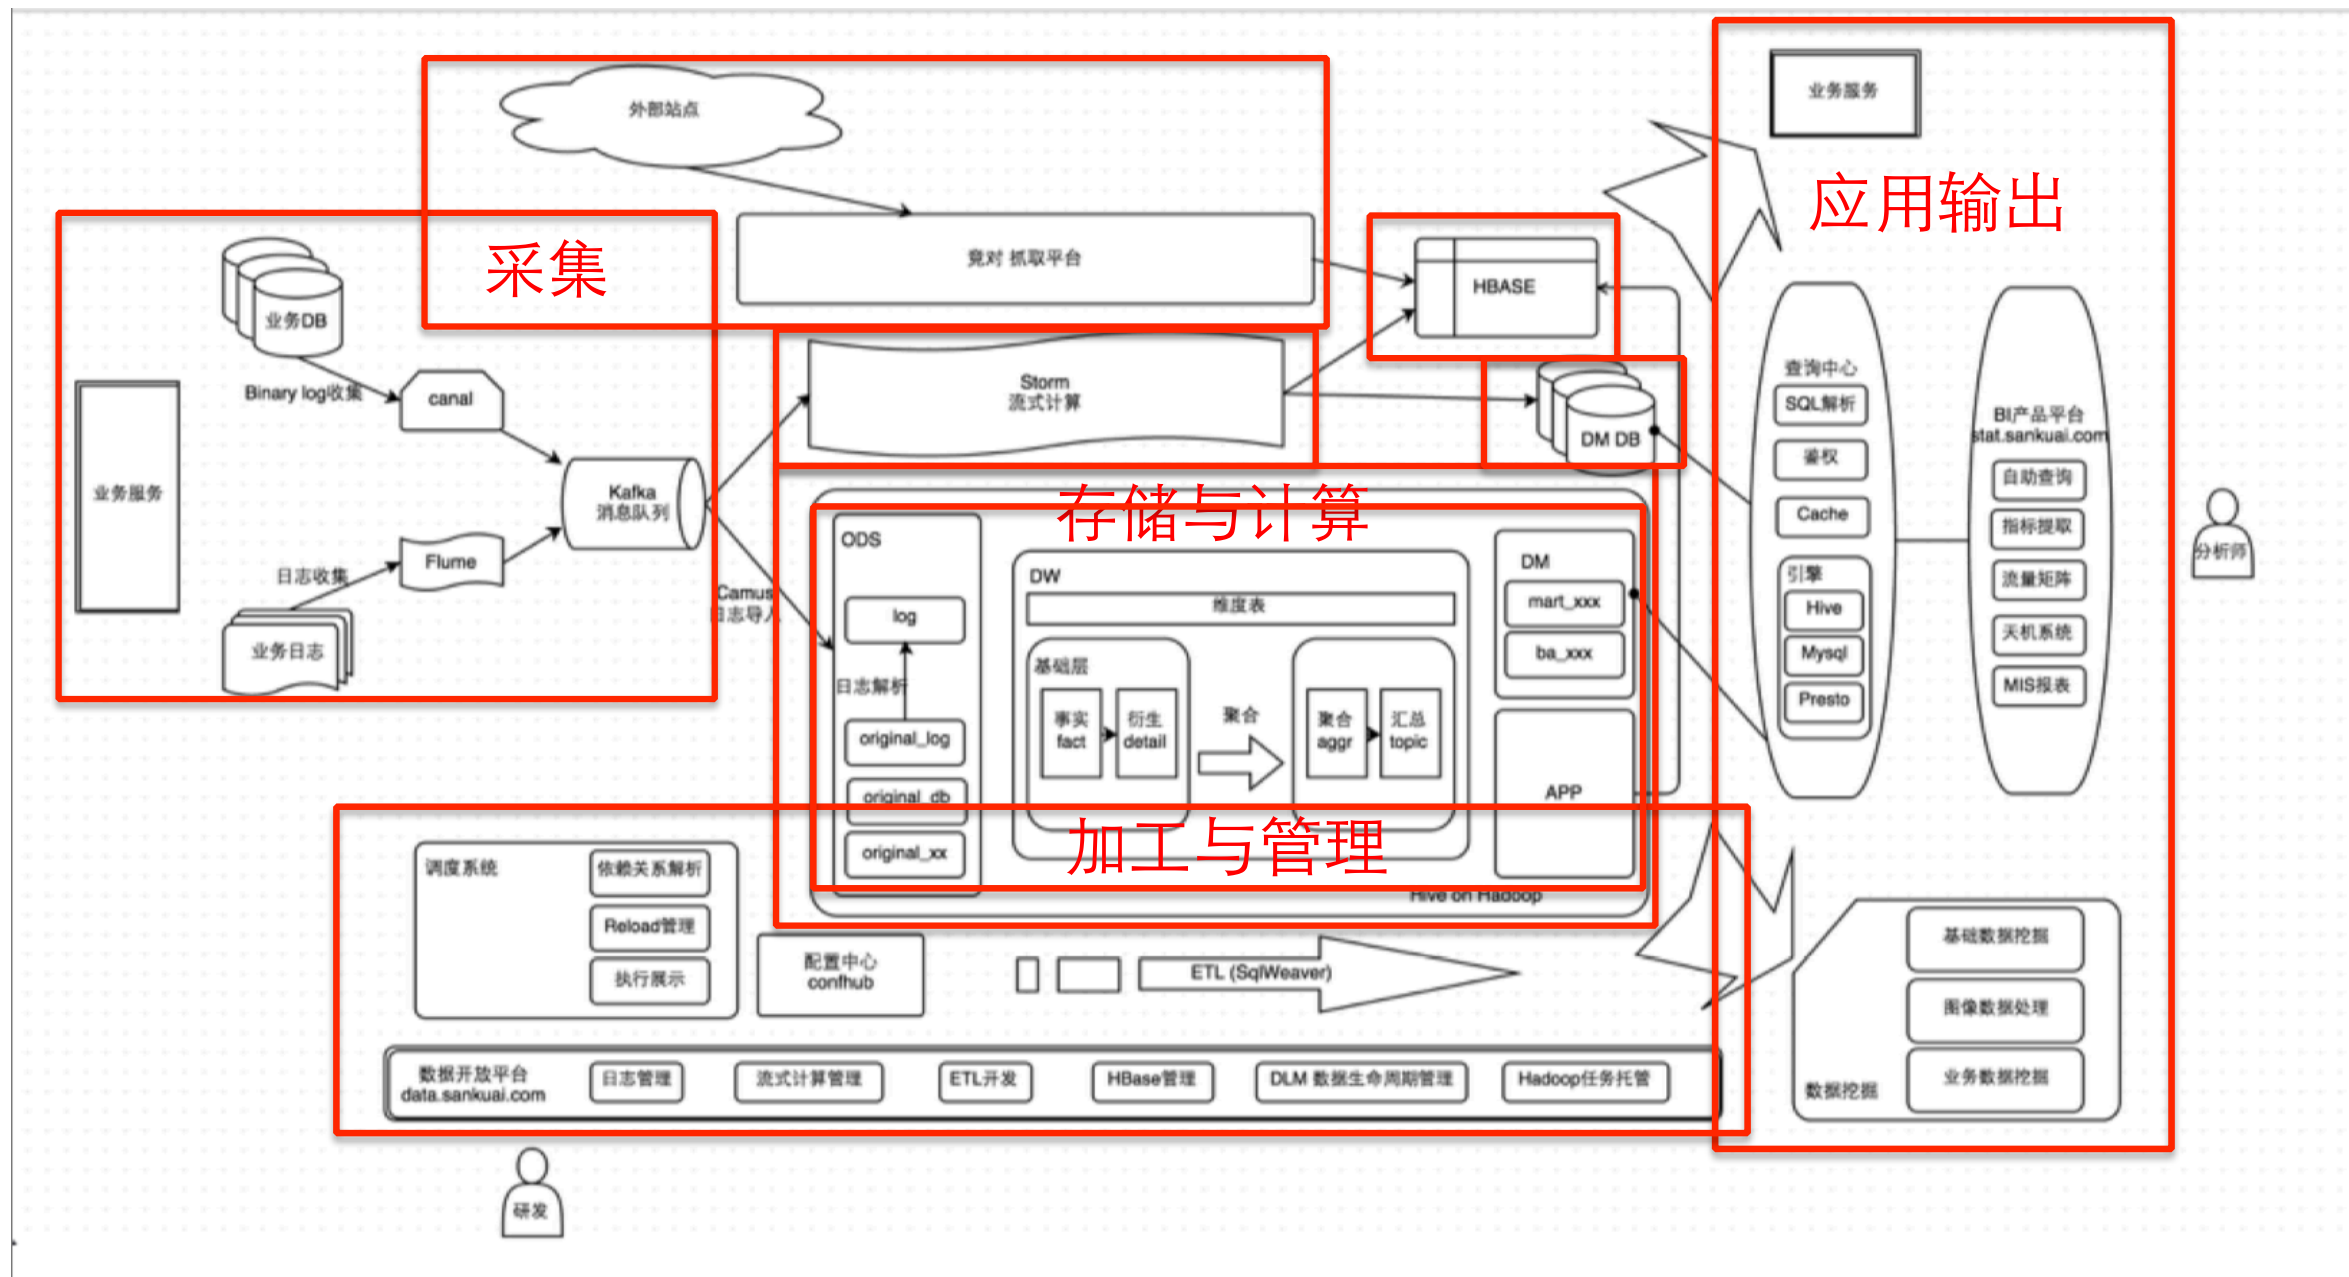 外部站点
竟对 抓取平台
采集
业务DB
Binary log收集
canal
业务服务
Kafka
消息队列
日志收集
Flume
业务日志
Camus
日志导入
Storm
流式计算
HBASE
DM DB
存储与计算
ODS
log
日志解析
original_log
original_db
original_xx
DW
维度表
基础层
事实
fact
衍生
detail
聚合
聚合
aggr
汇总
topic
DM
mart_xxx
ba_xxx
APP
Hive on Hadoop
加工与管理
调度系统
依赖关系解析
Reload管理
执行展示
配置中心
confhub
ETL (SqlWeaver)
数据开放平台
data.sankuai.com
日志管理
流式计算管理
ETL开发
HBase管理
DLM 数据生命周期管理
Hadoop任务托管
研发
业务服务
应用输出
查询中心
SQL解析
鉴权
Cache
引擎
Hive
Mysql
Presto
BI产品平台
stat.sankuai.com
自助查询
指标提取
流量矩阵
天机系统
MIS报表
分析师
基础数据挖掘
图像数据处理
业务数据挖掘
数据挖掘